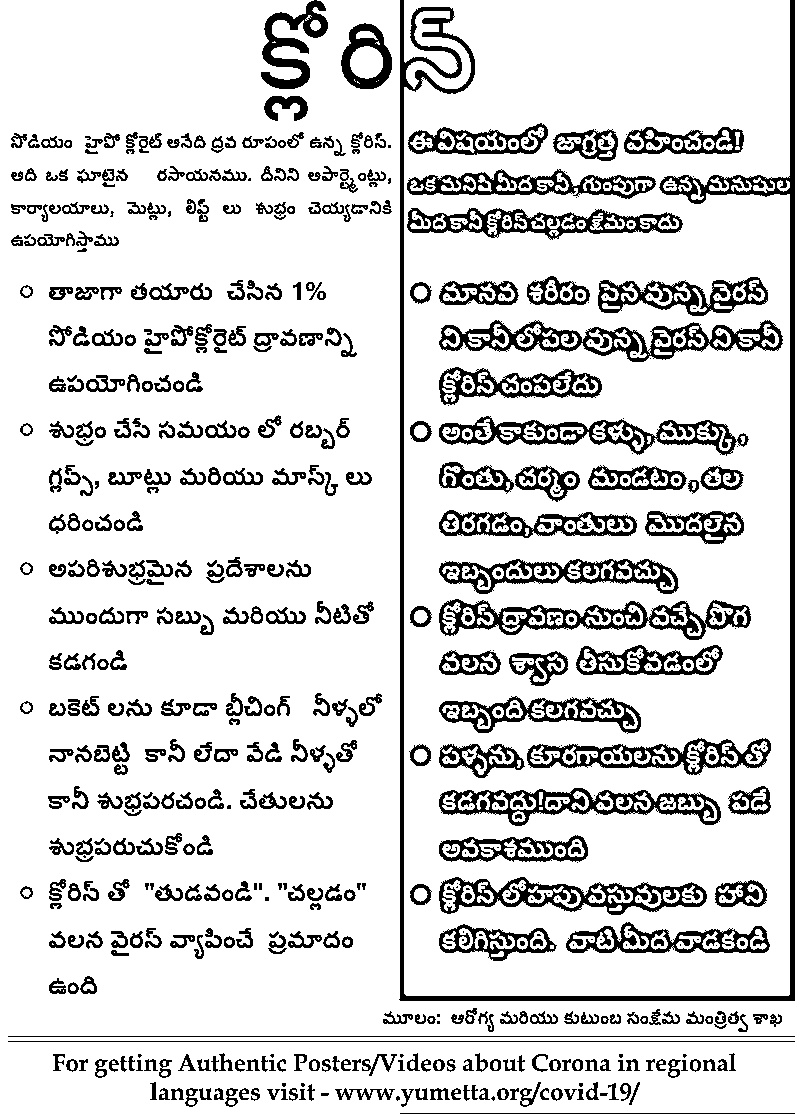 క్లోరిన్
సోడియం హైపో క్లోరైట్ అనేది ద్రవ రూపంలో ఉన్న క్లోరిన్.
అది ఒక ఘాటైన రసాయనము. దీనిని అపార్ట్మెంట్లు,
కార్యాలయాలు, మెట్లు, లిఫ్ట్ లు శుభ్రం చెయ్యడానికి
ఉపయోగిస్తాము
○ తాజాగా తయారు చేసిన 1%
సోడియం హైపోక్లోరైట్ ద్రావణాన్ని
ఉపయోగించండి
○ శుభ్రం చేసే సమయం లో రబ్బర్
గ్లవ్స్, బూట్లు మరియు మాస్క్ లు
ధరించండి
○ అపరిశుభ్రమైన ప్రదేశాలను
ముందుగా సబ్బు మరియు నీటితో
కడగండి
○ బకెట్ లను కూడా బ్లీచింగ్ నీళ్ళలో
నానబెట్టి కానీ లేదా వేడి నీళ్ళతో
కానీ శుభ్రపరచండి. చేతులను
శుభ్రపరుచుకోండి
○ క్లోరిన్ తో "తుడవండి". "చల్లడం"
వలన వైరస్ వ్యాపించే ప్రమాదం
ఉంది
ఈ విషయంలో జాగ్రత్త వహించండి!
ఒక మనిషి మీద కానీ, గుంపుగా ఉన్న మనుషుల
మీద కానీ క్లోరిన్ చల్లడం క్షేమం కాదు
○ మానవ శరీరం పైన వున్న వైరస్
ని కానీ లోపల వున్న వైరస్ ని కానీ
క్లోరిన్ చంపలేదు
○ అంతే కాకుండా కళ్ళు, ముక్కు,
గొంతు, చర్మం మండటం, తల
తిరగడం, వాంతులు మొదలైన
ఇబ్బందులు కలగవచ్చు
○ క్లోరిన్ ద్రావణం నుంచి వచ్చే పొగ
వలన శ్వాస తీసుకోవడంలో
ఇబ్బంది కలగవచ్చు
○ పళ్ళను, కూరగాయలను క్లోరిన్ తో
కడగవద్దు! దాని వలన జబ్బు పడే
అవకాశముంది
○ క్లోరిన్ లోహపు వస్తువులకు హాని
కలిగిస్తుంది. వాటి మీద వాడకండి
మూలం: ఆరోగ్య మరియు కుటుంబ సంక్షేమ మంత్రిత్వ శాఖ
For getting Authentic Posters/Videos about Corona in regional
languages visit - www.yumetta.org/covid-19/